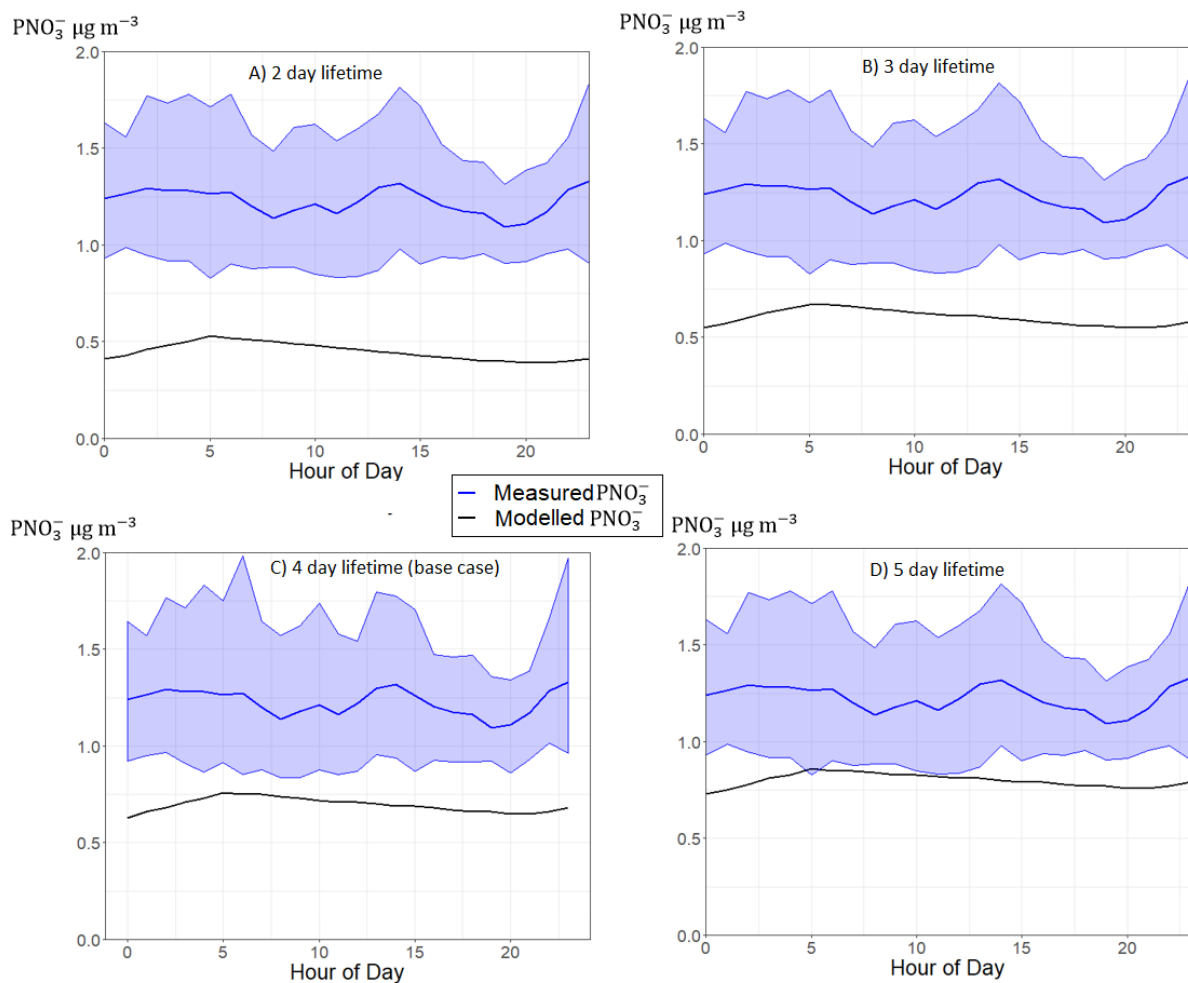 PNO₃⁻ µg m⁻³
A) 2 day lifetime
2.0
1.5
1.0
0.5
0.0
0 5 10 15 20
Hour of Day
PNO₃⁻ µg m⁻³
B) 3 day lifetime
2.0
1.5
1.0
0.5
0.0
0 5 10 15 20
Hour of Day
Measured PNO₃⁻
Modelled PNO₃⁻
PNO₃⁻ µg m⁻³
C) 4 day lifetime (base case)
2.0
1.5
1.0
0.5
0.0
0 5 10 15 20
Hour of Day
PNO₃⁻ µg m⁻³
D) 5 day lifetime
2.0
1.5
1.0
0.5
0.0
0 5 10 15 20
Hour of Day